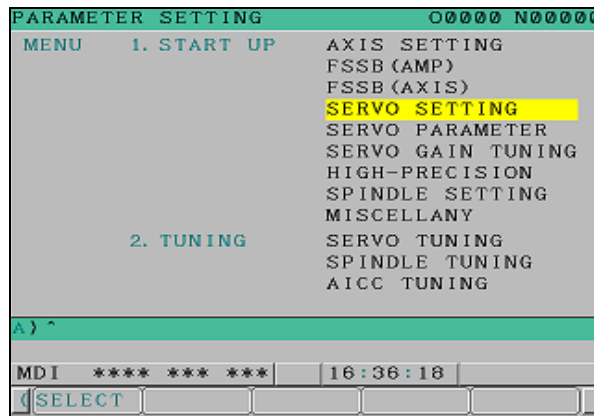 PARAMETER SETTING O0000 N00000
MENU 1. START UP AXIS SETTING
FSSB(AMP)
FSSB(AXIS)
SERVO SETTING
SERVO PARAMETER
SERVO GAIN TUNING
HIGH-PRECISION
SPINDLE SETTING
MISCELLANY
2. TUNING SERVO TUNING
SPINDLE TUNING
AICC TUNING
A) ^
MDI **** *** *** 16:36:18
(SELECT